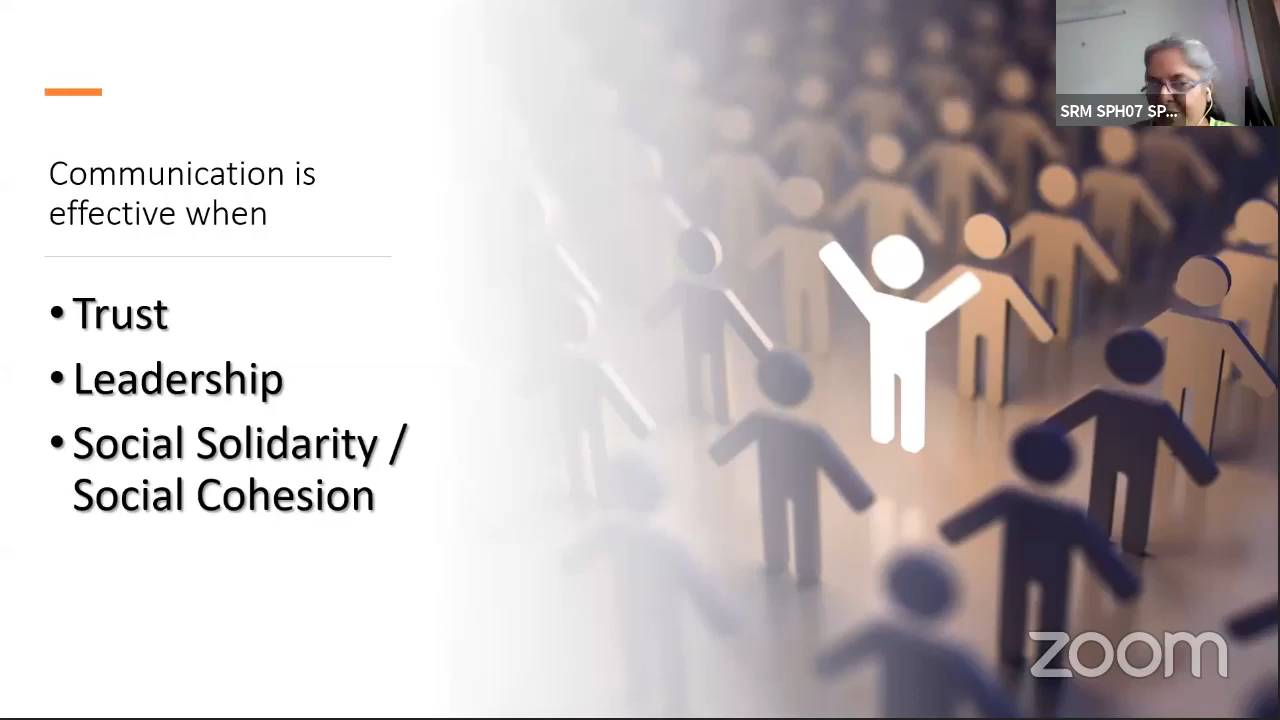 SRM SPH07 SP...
Communication is
effective when
• Trust
• Leadership
• Social Solidarity /
Social Cohesion
zoom